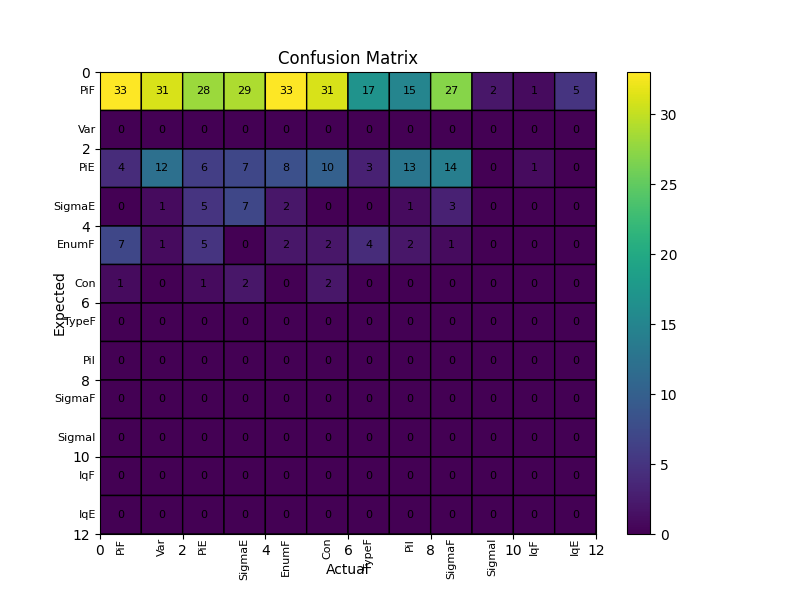 Confusion Matrix
0
PiF 33 31 28 29 33 31 17 15 27 2 1 5
Var 0 0 0 0 0 0 0 0 0 0 0 0
2
PiE 4 12 6 7 8 10 3 13 14 0 1 0
SigmaE 0 1 5 7 2 0 0 1 3 0 0 0
4
EnumF 7 1 5 0 2 2 4 2 1 0 0 0
Con 1 0 1 2 0 2 0 0 0 0 0 0
6
TypeF 0 0 0 0 0 0 0 0 0 0 0 0
PiI 0 0 0 0 0 0 0 0 0 0 0 0
8
SigmaF 0 0 0 0 0 0 0 0 0 0 0 0
SigmaI 0 0 0 0 0 0 0 0 0 0 0 0
10
IqF 0 0 0 0 0 0 0 0 0 0 0 0
IqE 0 0 0 0 0 0 0 0 0 0 0 0
12
Expected
0 2 4 6 8 10 12
PiF Var PiE SigmaE EnumF Con TypeF PiI SigmaF SigmaI IqF IqE
Actual
30
25
20
15
10
5
0